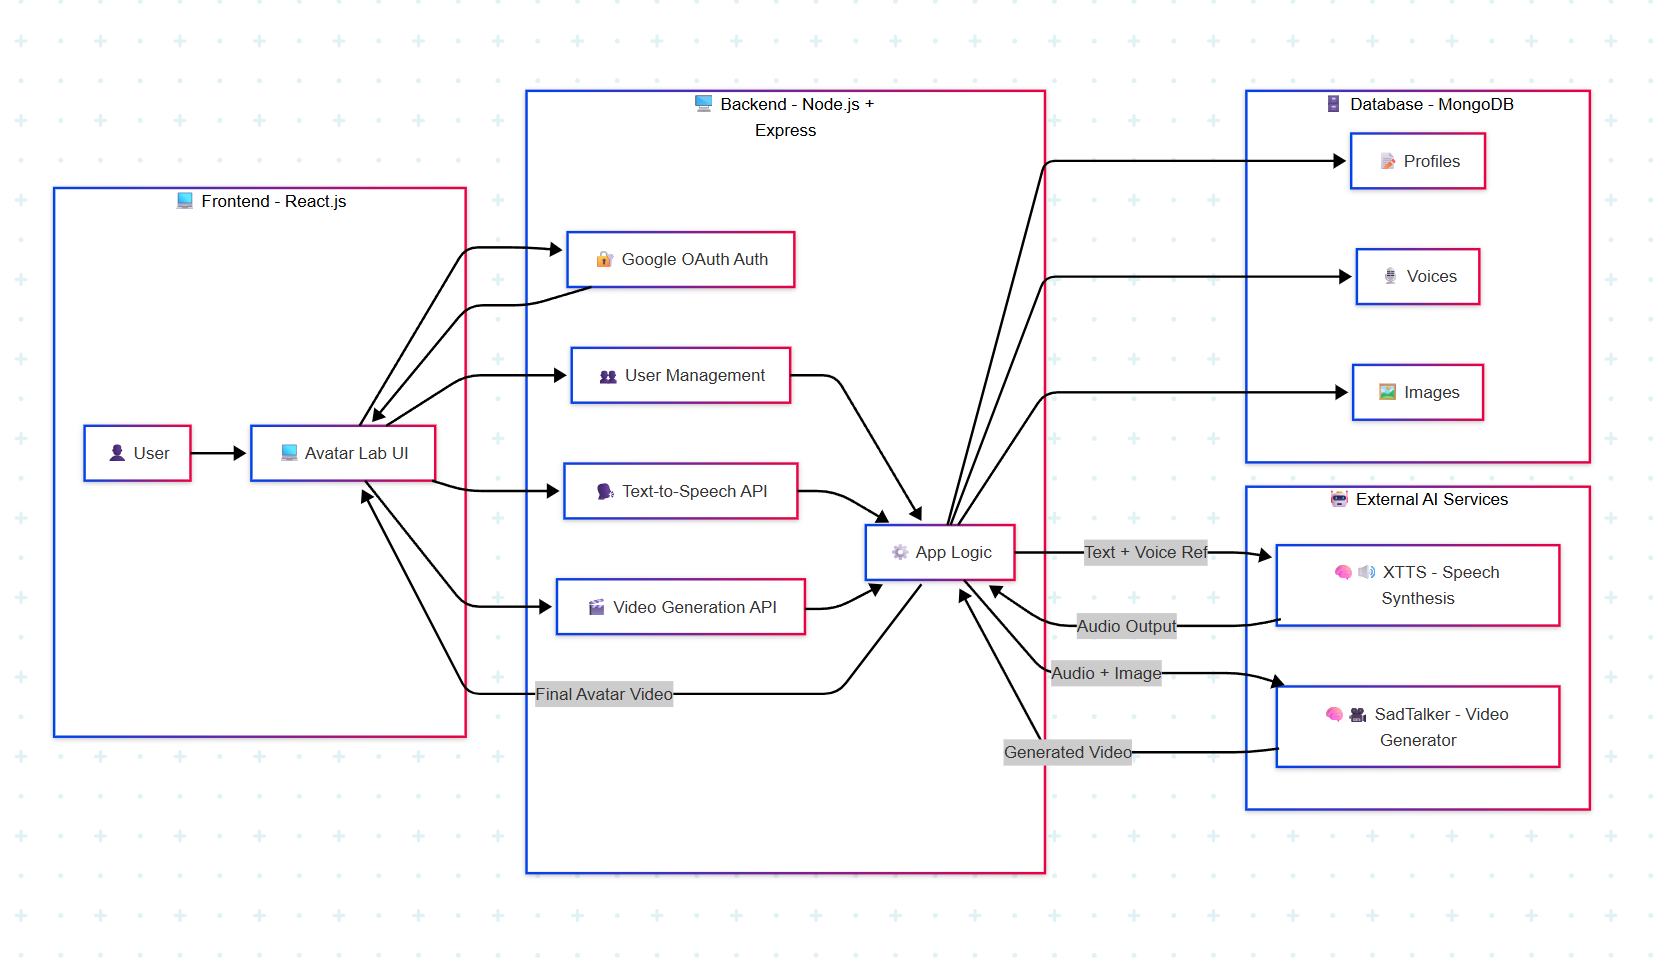 Frontend - React.js
User
Avatar Lab UI
Backend - Node.js +
Express
Google OAuth Auth
User Management
Text-to-Speech API
Video Generation API
App Logic
Final Avatar Video
Database - MongoDB
Profiles
Voices
Images
External AI Services
Text + Voice Ref
XTTS - Speech
Synthesis
Audio Output
Audio + Image
SadTalker - Video
Generator
Generated Video